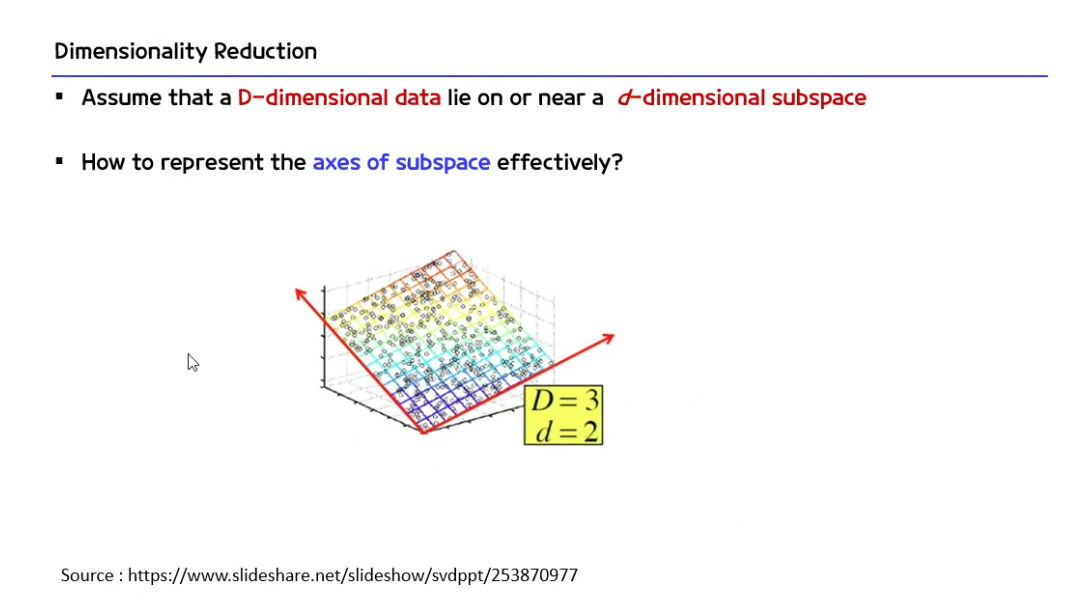 Dimensionality Reduction
▪ Assume that a D-dimensional data lie on or near a d-dimensional subspace
▪ How to represent the axes of subspace effectively?
D = 3
d = 2
Source : https://www.slideshare.net/slideshow/svdppt/253870977